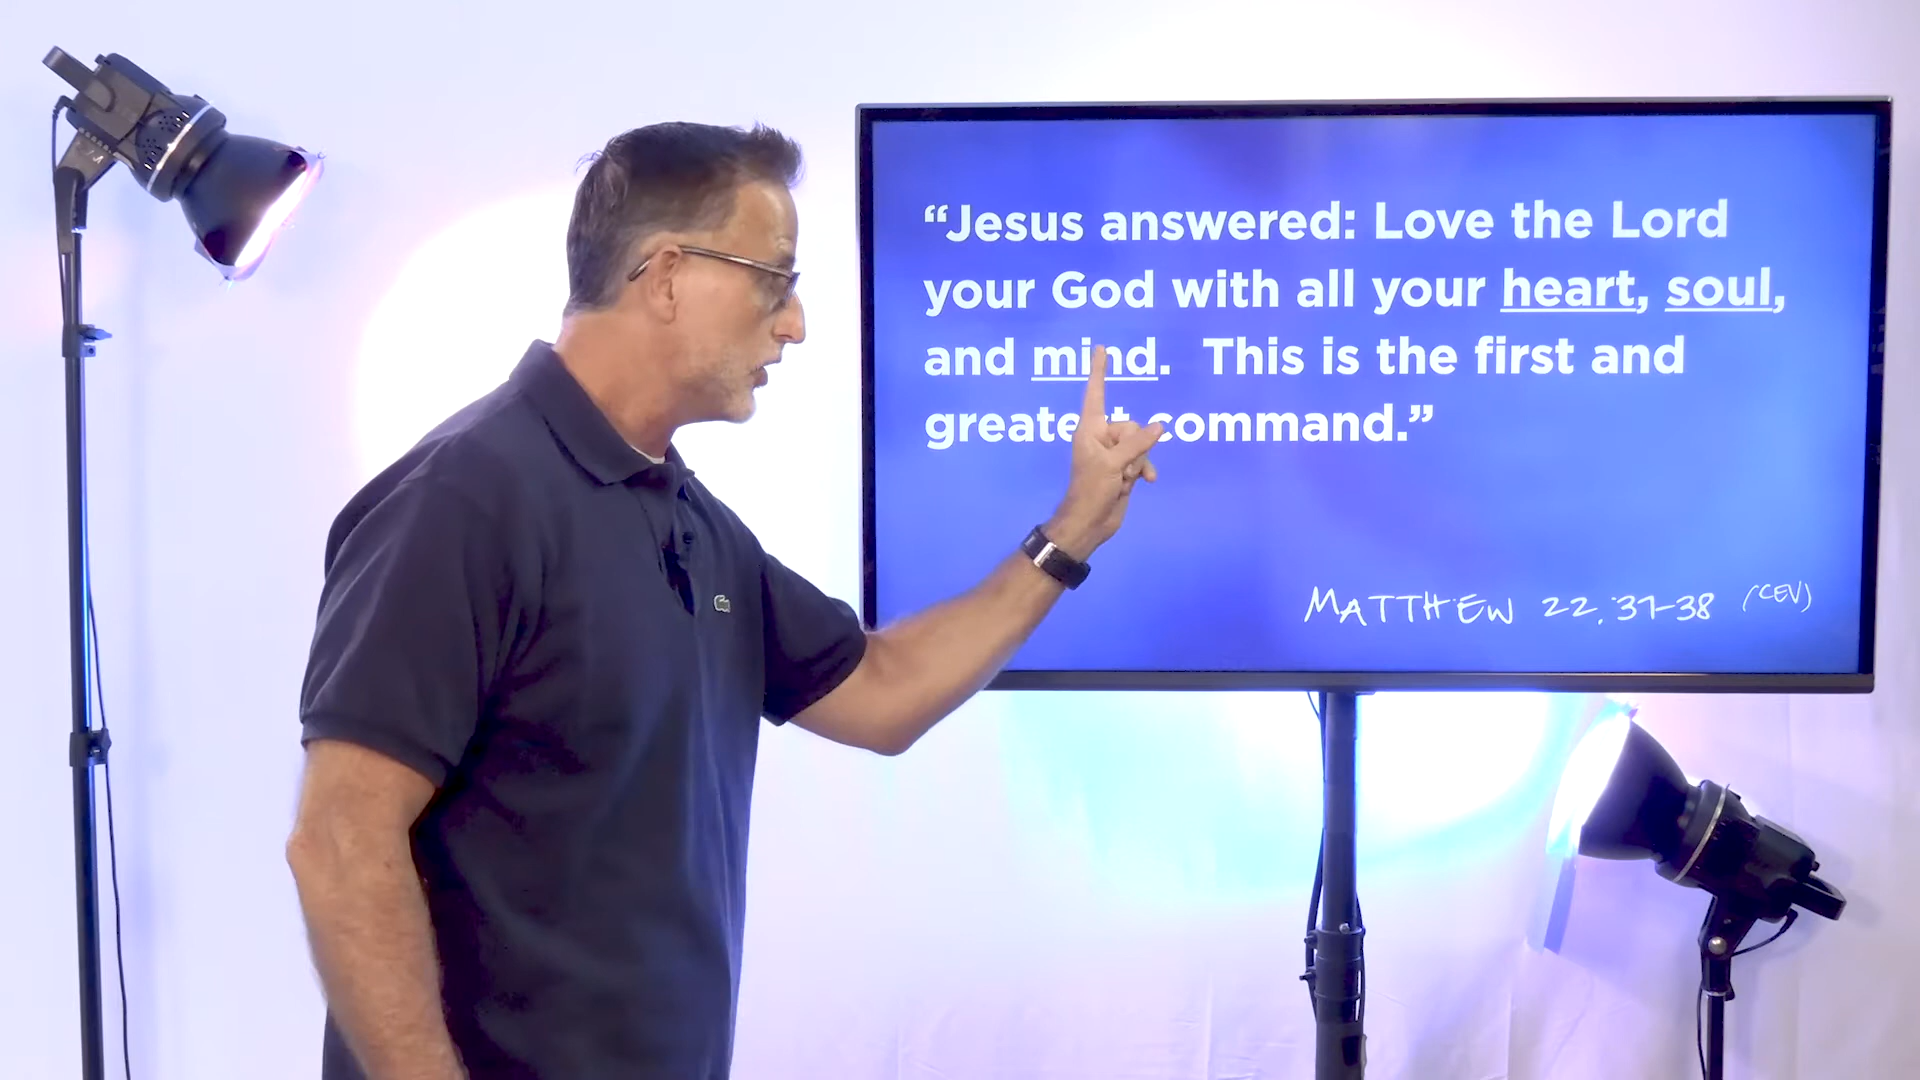 “Jesus answered: Love the Lord
your God with all your heart, soul,
and mind.  This is the first and
greatest command.”
MATTHEW 22:37-38 (CEV)